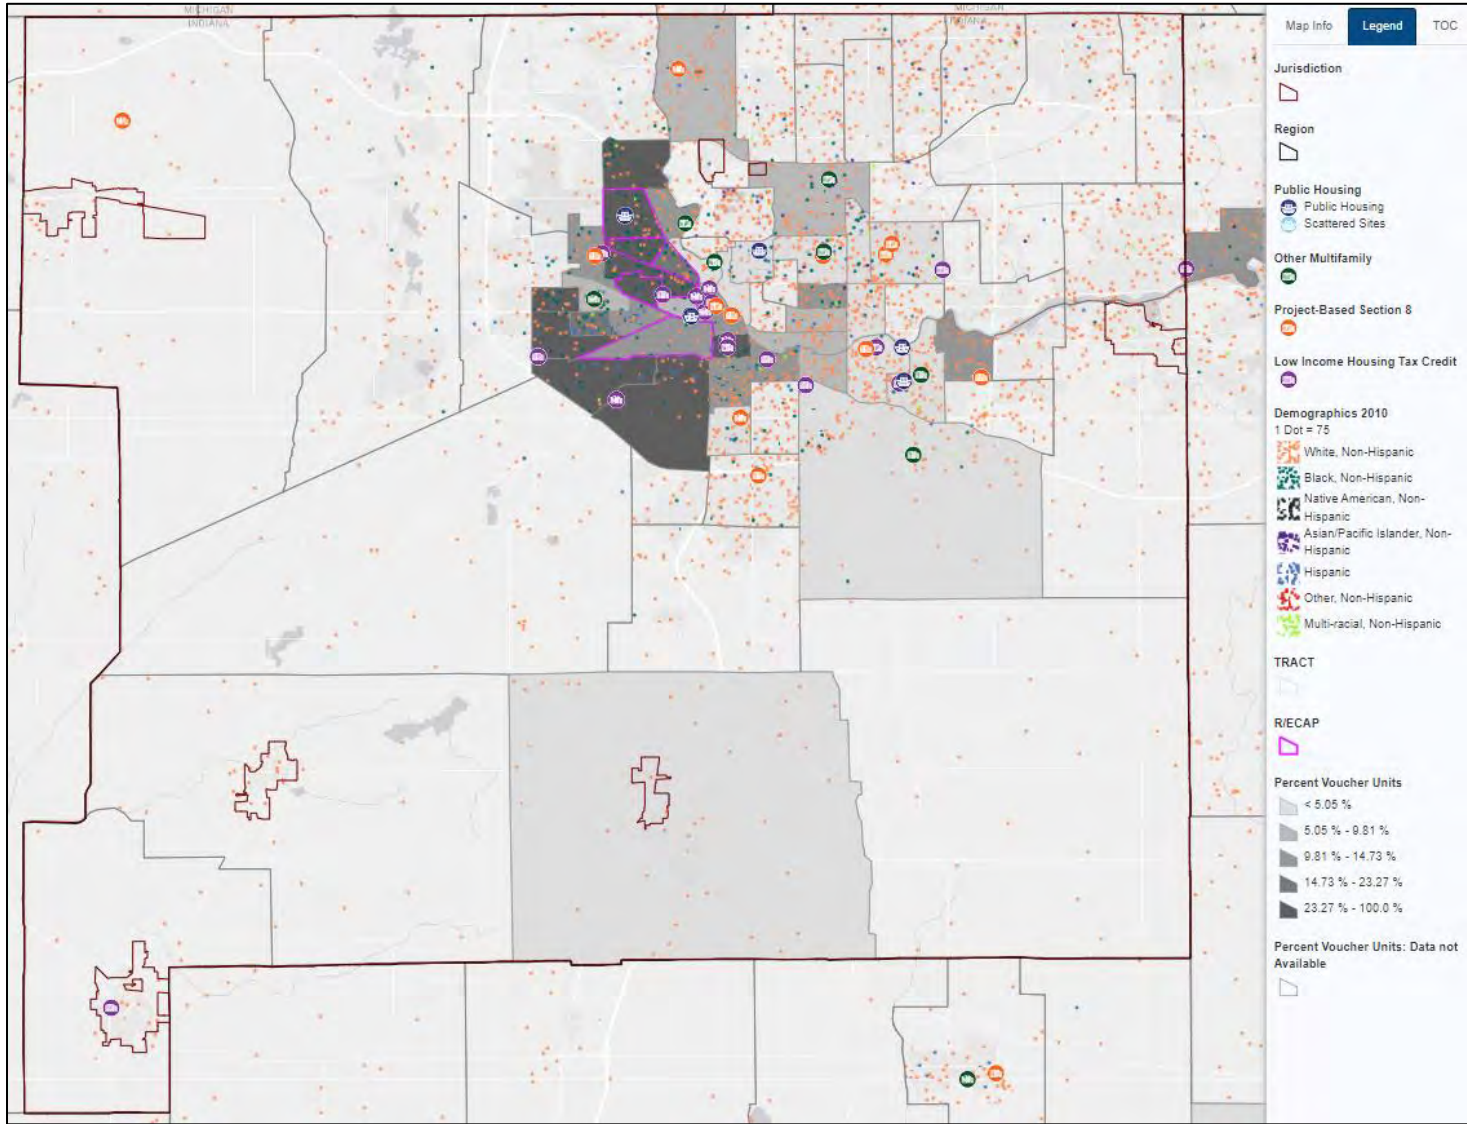 MICHIGAN
INDIANA
MICHIGAN
INDIANA
Map Info
Legend
TOC
Jurisdiction
Region
Public Housing
Public Housing
Scattered Sites
Other Multifamily
Project-Based Section 8
Low Income Housing Tax Credit
Demographics 2010
1 Dot = 75
White, Non-Hispanic
Black, Non-Hispanic
Native American, Non-
Hispanic
Asian/Pacific Islander, Non-
Hispanic
Hispanic
Other, Non-Hispanic
Multi-racial, Non-Hispanic
TRACT
R/ECAP
Percent Voucher Units
< 5.05 %
5.05 % - 9.81 %
9.81 % - 14.73 %
14.73 % - 23.27 %
23.27 % - 100.0 %
Percent Voucher Units: Data not
Available